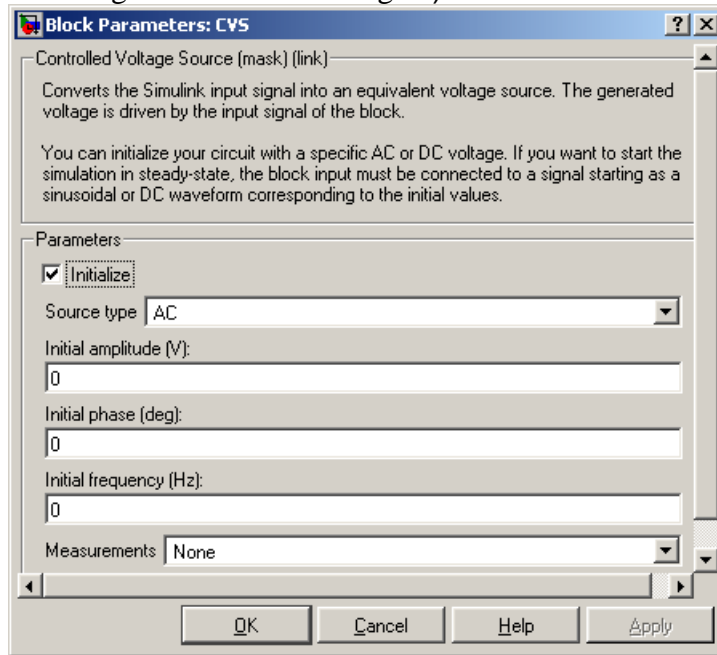 Block Parameters: CVS
Controlled Voltage Source (mask) (link)
Converts the Simulink input signal into an equivalent voltage source. The generated
voltage is driven by the input signal of the block.
You can initialize your circuit with a specific AC or DC voltage. If you want to start the
simulation in steady-state, the block input must be connected to a signal starting as a
sinusoidal or DC waveform corresponding to the initial values.
Parameters
Initialize
Source type AC
Initial amplitude (V):
0
Initial phase (deg):
0
Initial frequency (Hz):
0
Measurements None
OK Cancel Help Apply